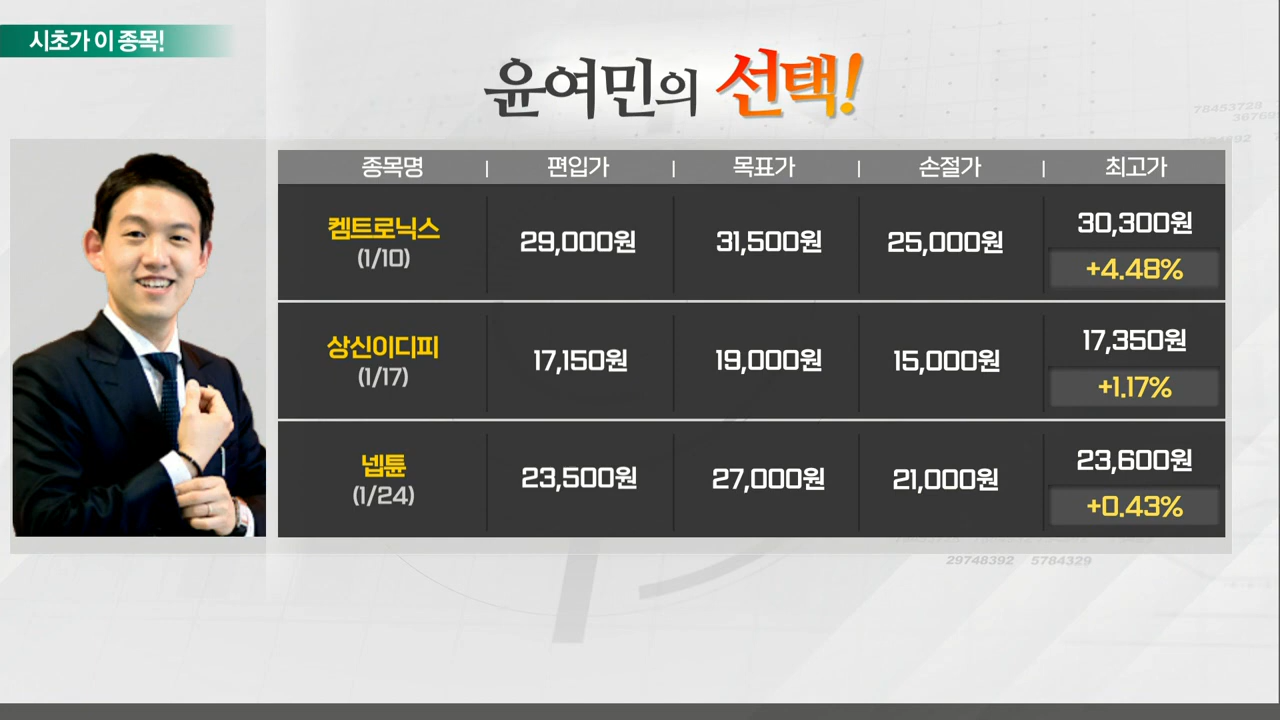 시초가 이 종목!
윤여민의 선택!
종목명 | 편입가 | 목표가 | 손절가 | 최고가
켐트로닉스 (1/10) 29,000원 31,500원 25,000원 30,300원 +4.48%
상신이디피 (1/17) 17,150원 19,000원 15,000원 17,350원 +1.17%
넵튠 (1/24) 23,500원 27,000원 21,000원 23,600원 +0.43%
78453728
29748392 5784329